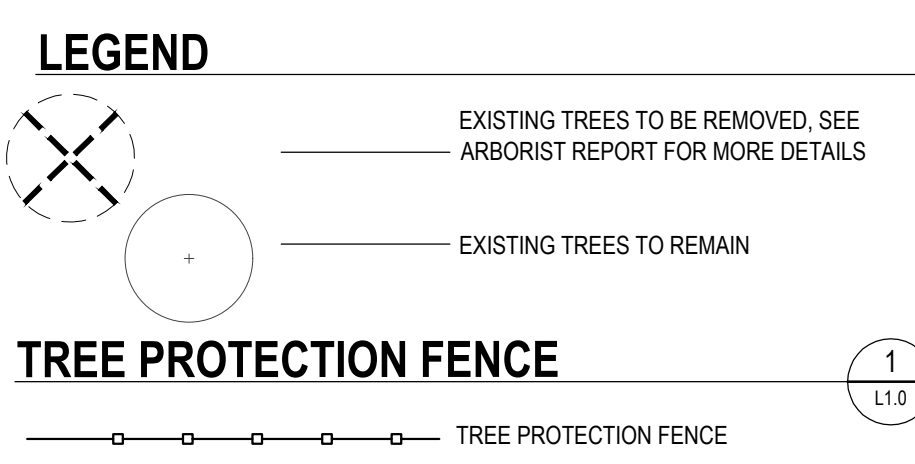 LEGEND
EXISTING TREES TO BE REMOVED, SEE
ARBORIST REPORT FOR MORE DETAILS
EXISTING TREES TO REMAIN
TREE PROTECTION FENCE
1
L1.0
TREE PROTECTION FENCE